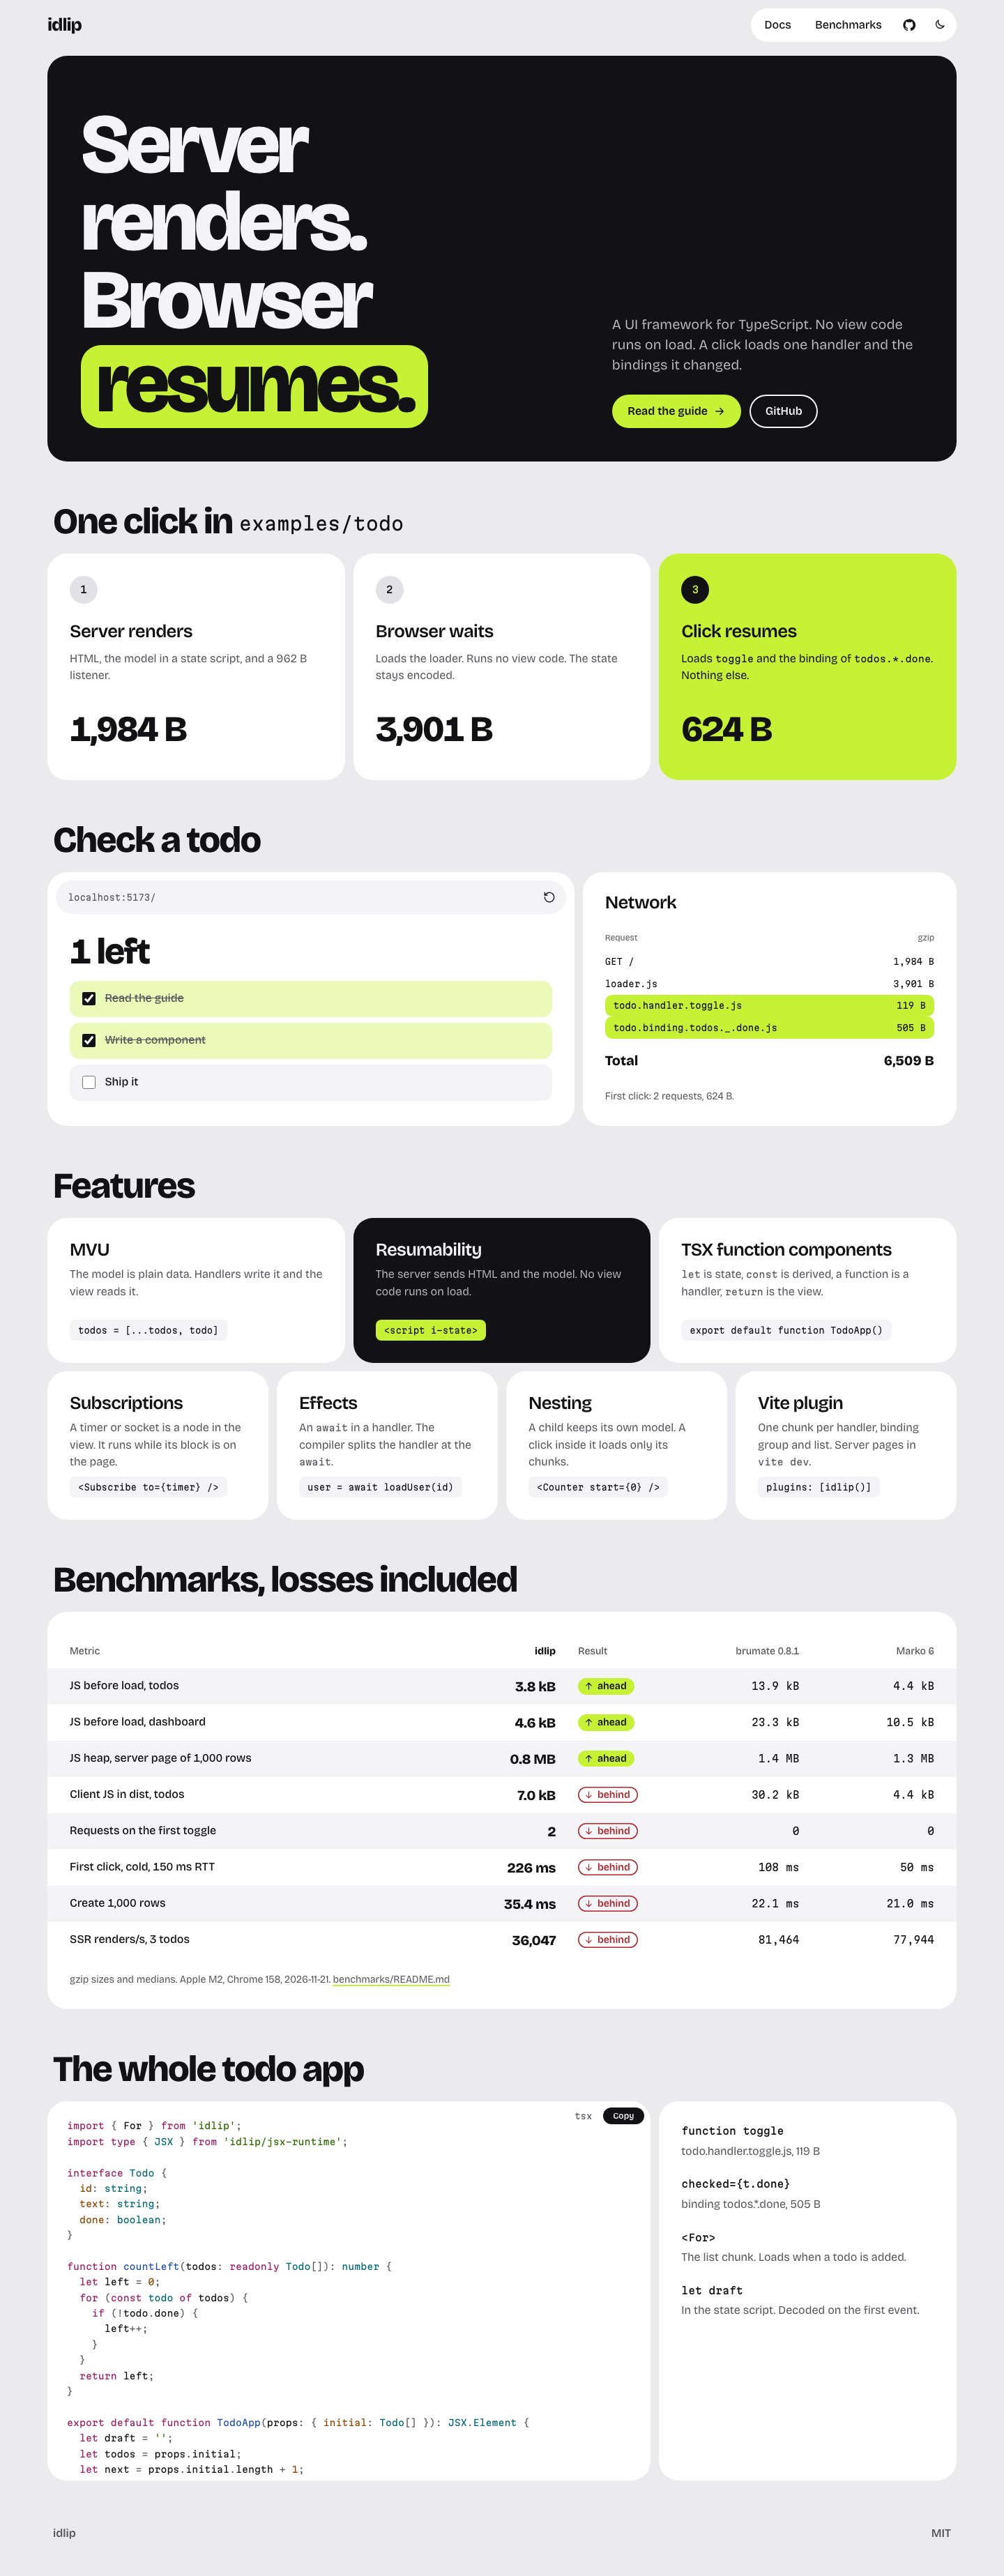 idlip
Docs Benchmarks
Server
renders.
Browser
resumes.
A UI framework for TypeScript. No view code
runs on load. A click loads one handler and the
bindings it changed.
Read the guide → GitHub
One click in examples/todo
1
Server renders
HTML, the model in a state script, and a 962 B
listener.
1,984 B
2
Browser waits
Loads the loader. Runs no view code. The state
stays encoded.
3,901 B
3
Click resumes
Loads toggle and the binding of todos.*.done.
Nothing else.
624 B
Check a todo
localhost:5173/
1 left
Read the guide
Write a component
Ship it
Network
Request gzip
GET / 1,984 B
loader.js 3,901 B
todo.handler.toggle.js 119 B
todo.binding.todos._.done.js 505 B
Total 6,509 B
First click: 2 requests, 624 B.
Features
MVU
The model is plain data. Handlers write it and the
view reads it.
todos = [...todos, todo]
Resumability
The server sends HTML and the model. No view
code runs on load.
<script i-state>
TSX function components
let is state, const is derived, a function is a
handler, return is the view.
export default function TodoApp()
Subscriptions
A timer or socket is a node in the
view. It runs while its block is on
the page.
<Subscribe to={timer} />
Effects
An await in a handler. The
compiler splits the handler at the
await.
user = await loadUser(id)
Nesting
A child keeps its own model. A
click inside it loads only its
chunks.
<Counter start={0} />
Vite plugin
One chunk per handler, binding
group and list. Server pages in
vite dev.
plugins: [idlip()]
Benchmarks, losses included
Metric idlip Result brumate 0.8.1 Marko 6
JS before load, todos 3.8 kB ↑ ahead 13.9 kB 4.4 kB
JS before load, dashboard 4.6 kB ↑ ahead 23.3 kB 10.5 kB
JS heap, server page of 1,000 rows 0.8 MB ↑ ahead 1.4 MB 1.3 MB
Client JS in dist, todos 7.0 kB ↓ behind 30.2 kB 4.4 kB
Requests on the first toggle 2 ↓ behind 0 0
First click, cold, 150 ms RTT 226 ms ↓ behind 108 ms 50 ms
Create 1,000 rows 35.4 ms ↓ behind 22.1 ms 21.0 ms
SSR renders/s, 3 todos 36,047 ↓ behind 81,464 77,944
gzip sizes and medians. Apple M2, Chrome 158, 2026-11-21. benchmarks/README.md
The whole todo app
tsx Copy
import { For } from 'idlip';
import type { JSX } from 'idlip/jsx-runtime';
interface Todo {
id: string;
text: string;
done: boolean;
}
function countLeft(todos: readonly Todo[]): number {
let left = 0;
for (const todo of todos) {
if (!todo.done) {
left++;
}
}
return left;
}
export default function TodoApp(props: { initial: Todo[] }): JSX.Element {
let draft = '';
let todos = props.initial;
let next = props.initial.length + 1;
function toggle
todo.handler.toggle.js, 119 B
checked={t.done}
binding todos.*.done, 505 B
<For>
The list chunk. Loads when a todo is added.
let draft
In the state script. Decoded on the first event.
idlip MIT